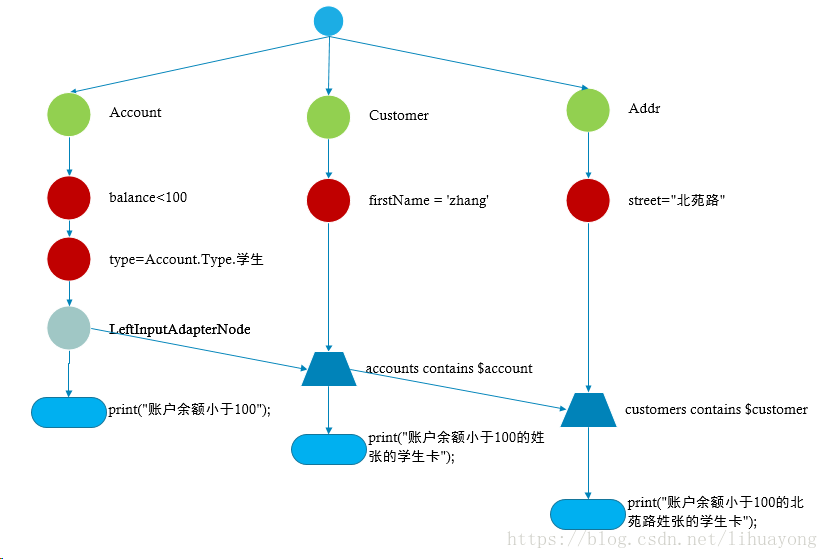 Account
Customer
Addr
balance<100
firstName = 'zhang'
street="北苑路"
type=Account.Type.学生
LeftInputAdapterNode
accounts contains $account
print("账户余额小于100");
customers contains $customer
print("账户余额小于100的姓
张的学生卡");
print("账户余额小于100的北
苑路姓张的学生卡");
https://blog.csdn.net/lihuayong